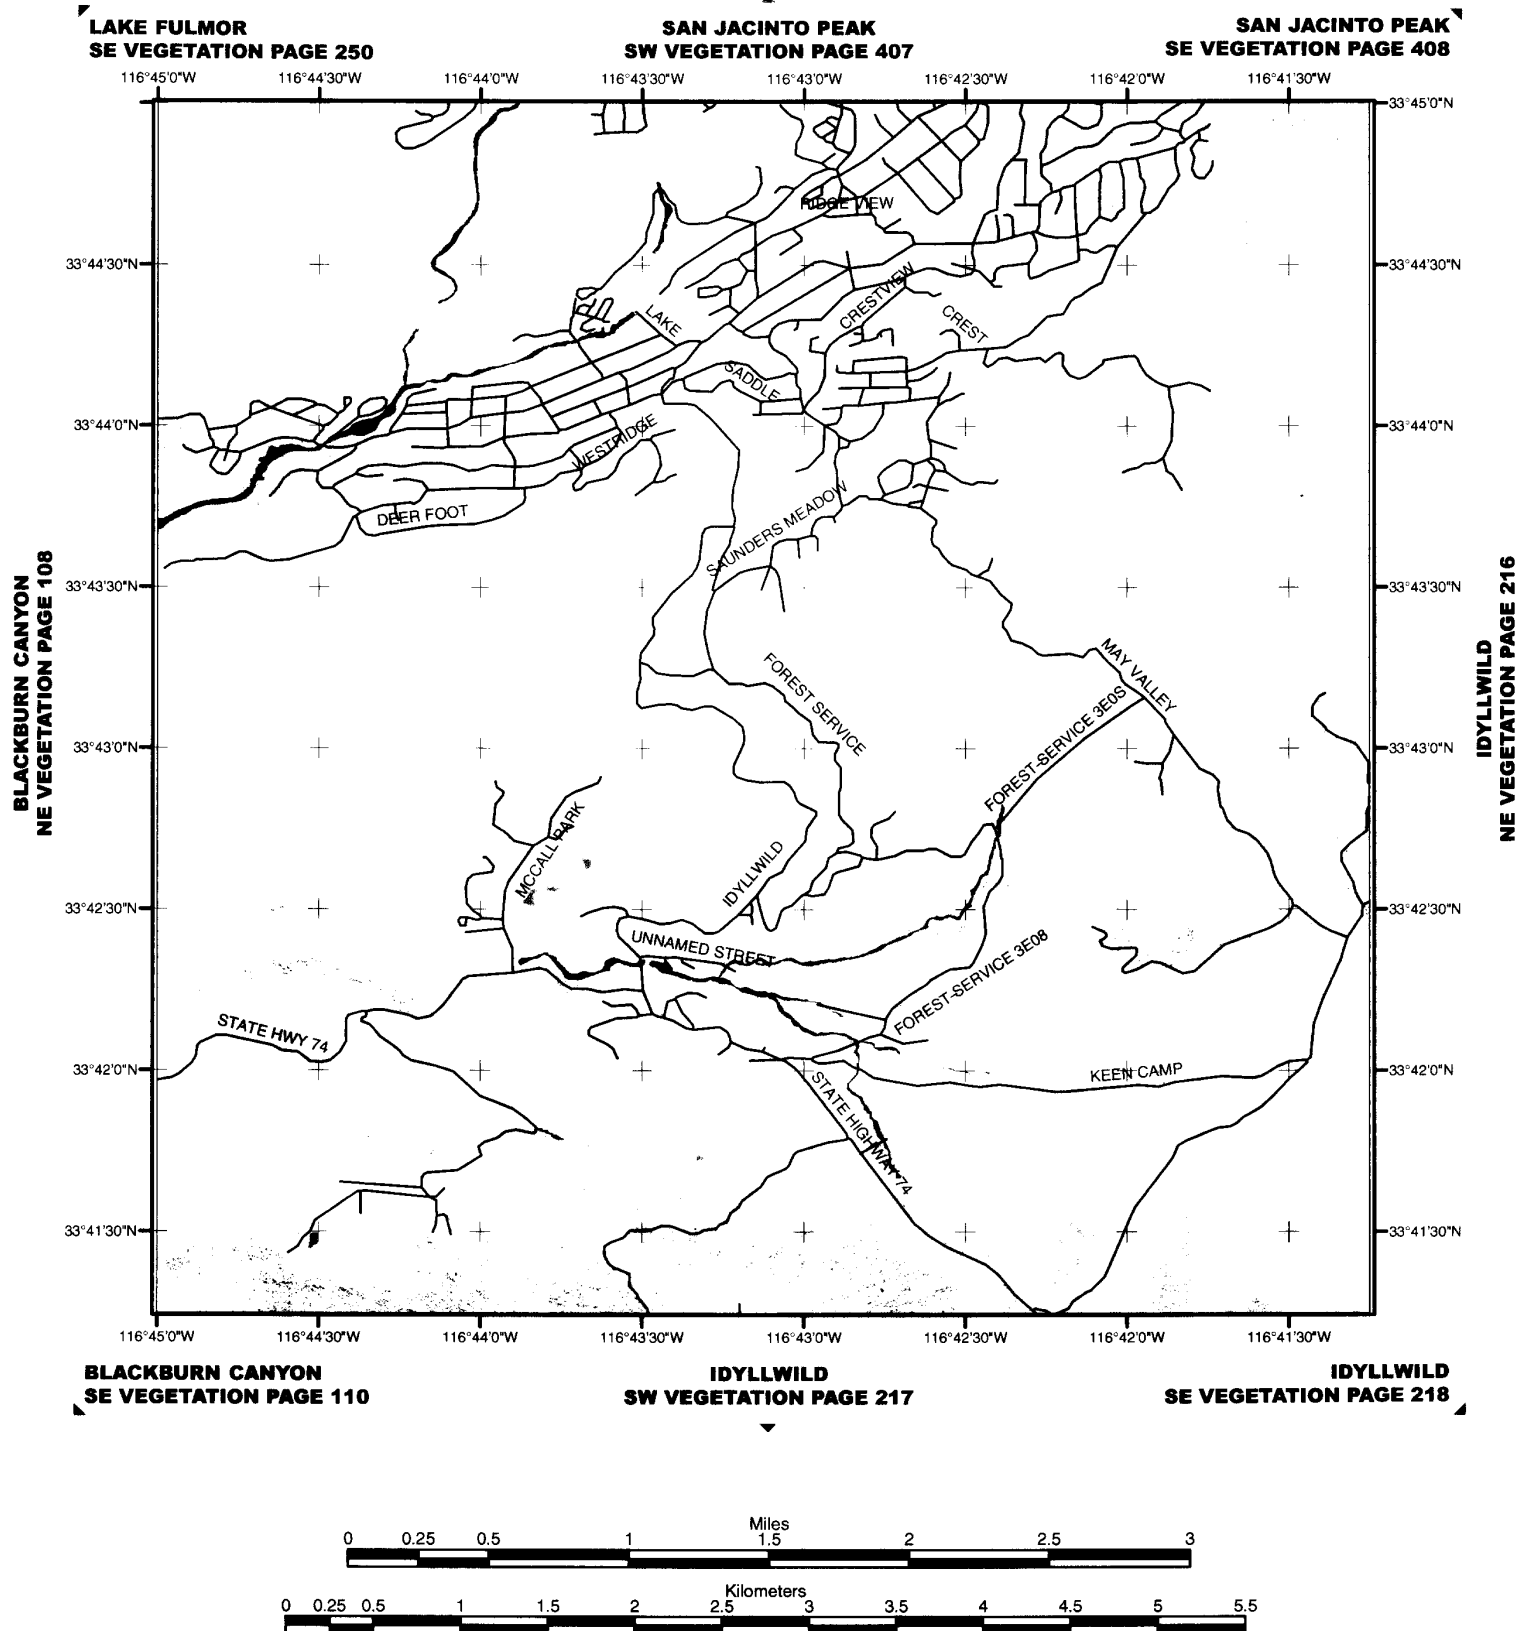 LAKE FULMOR
SE VEGETATION PAGE 250
SAN JACINTO PEAK
SW VEGETATION PAGE 407
SAN JACINTO PEAK
SE VEGETATION PAGE 408
116°45'0"W 116°44'30"W 116°44'0"W 116°43'30"W 116°43'0"W 116°42'30"W 116°42'0"W 116°41'30"W
33°45'0"N
RIDGE VIEW
33°44'30"N 33°44'30"N
CRESTVIEW
CREST
LAKE
SADDLE
33°44'0"N 33°44'0"N
WESTRIDGE
DEER FOOT
SAUNDERS MEADOW
33°43'30"N 33°43'30"N
BLACKBURN CANYON
NE VEGETATION PAGE 108
IDYLLWILD
NE VEGETATION PAGE 216
MAY VALLEY
FOREST SERVICE
FOREST-SERVICE 3E0S
33°43'0"N 33°43'0"N
MCCALL PARK
IDYLLWILD
33°42'30"N 33°42'30"N
UNNAMED STREET
FOREST-SERVICE 3E08
STATE HWY 74
33°42'0"N 33°42'0"N
KEEN CAMP
STATE HIGHWAY 74
33°41'30"N 33°41'30"N
116°45'0"W 116°44'30"W 116°44'0"W 116°43'30"W 116°43'0"W 116°42'30"W 116°42'0"W 116°41'30"W
BLACKBURN CANYON
SE VEGETATION PAGE 110
IDYLLWILD
SW VEGETATION PAGE 217
IDYLLWILD
SE VEGETATION PAGE 218
Miles
0 0.25 0.5 1 1.5 2 2.5 3
Kilometers
0 0.25 0.5 1 1.5 2 2.5 3 3.5 4 4.5 5 5.5